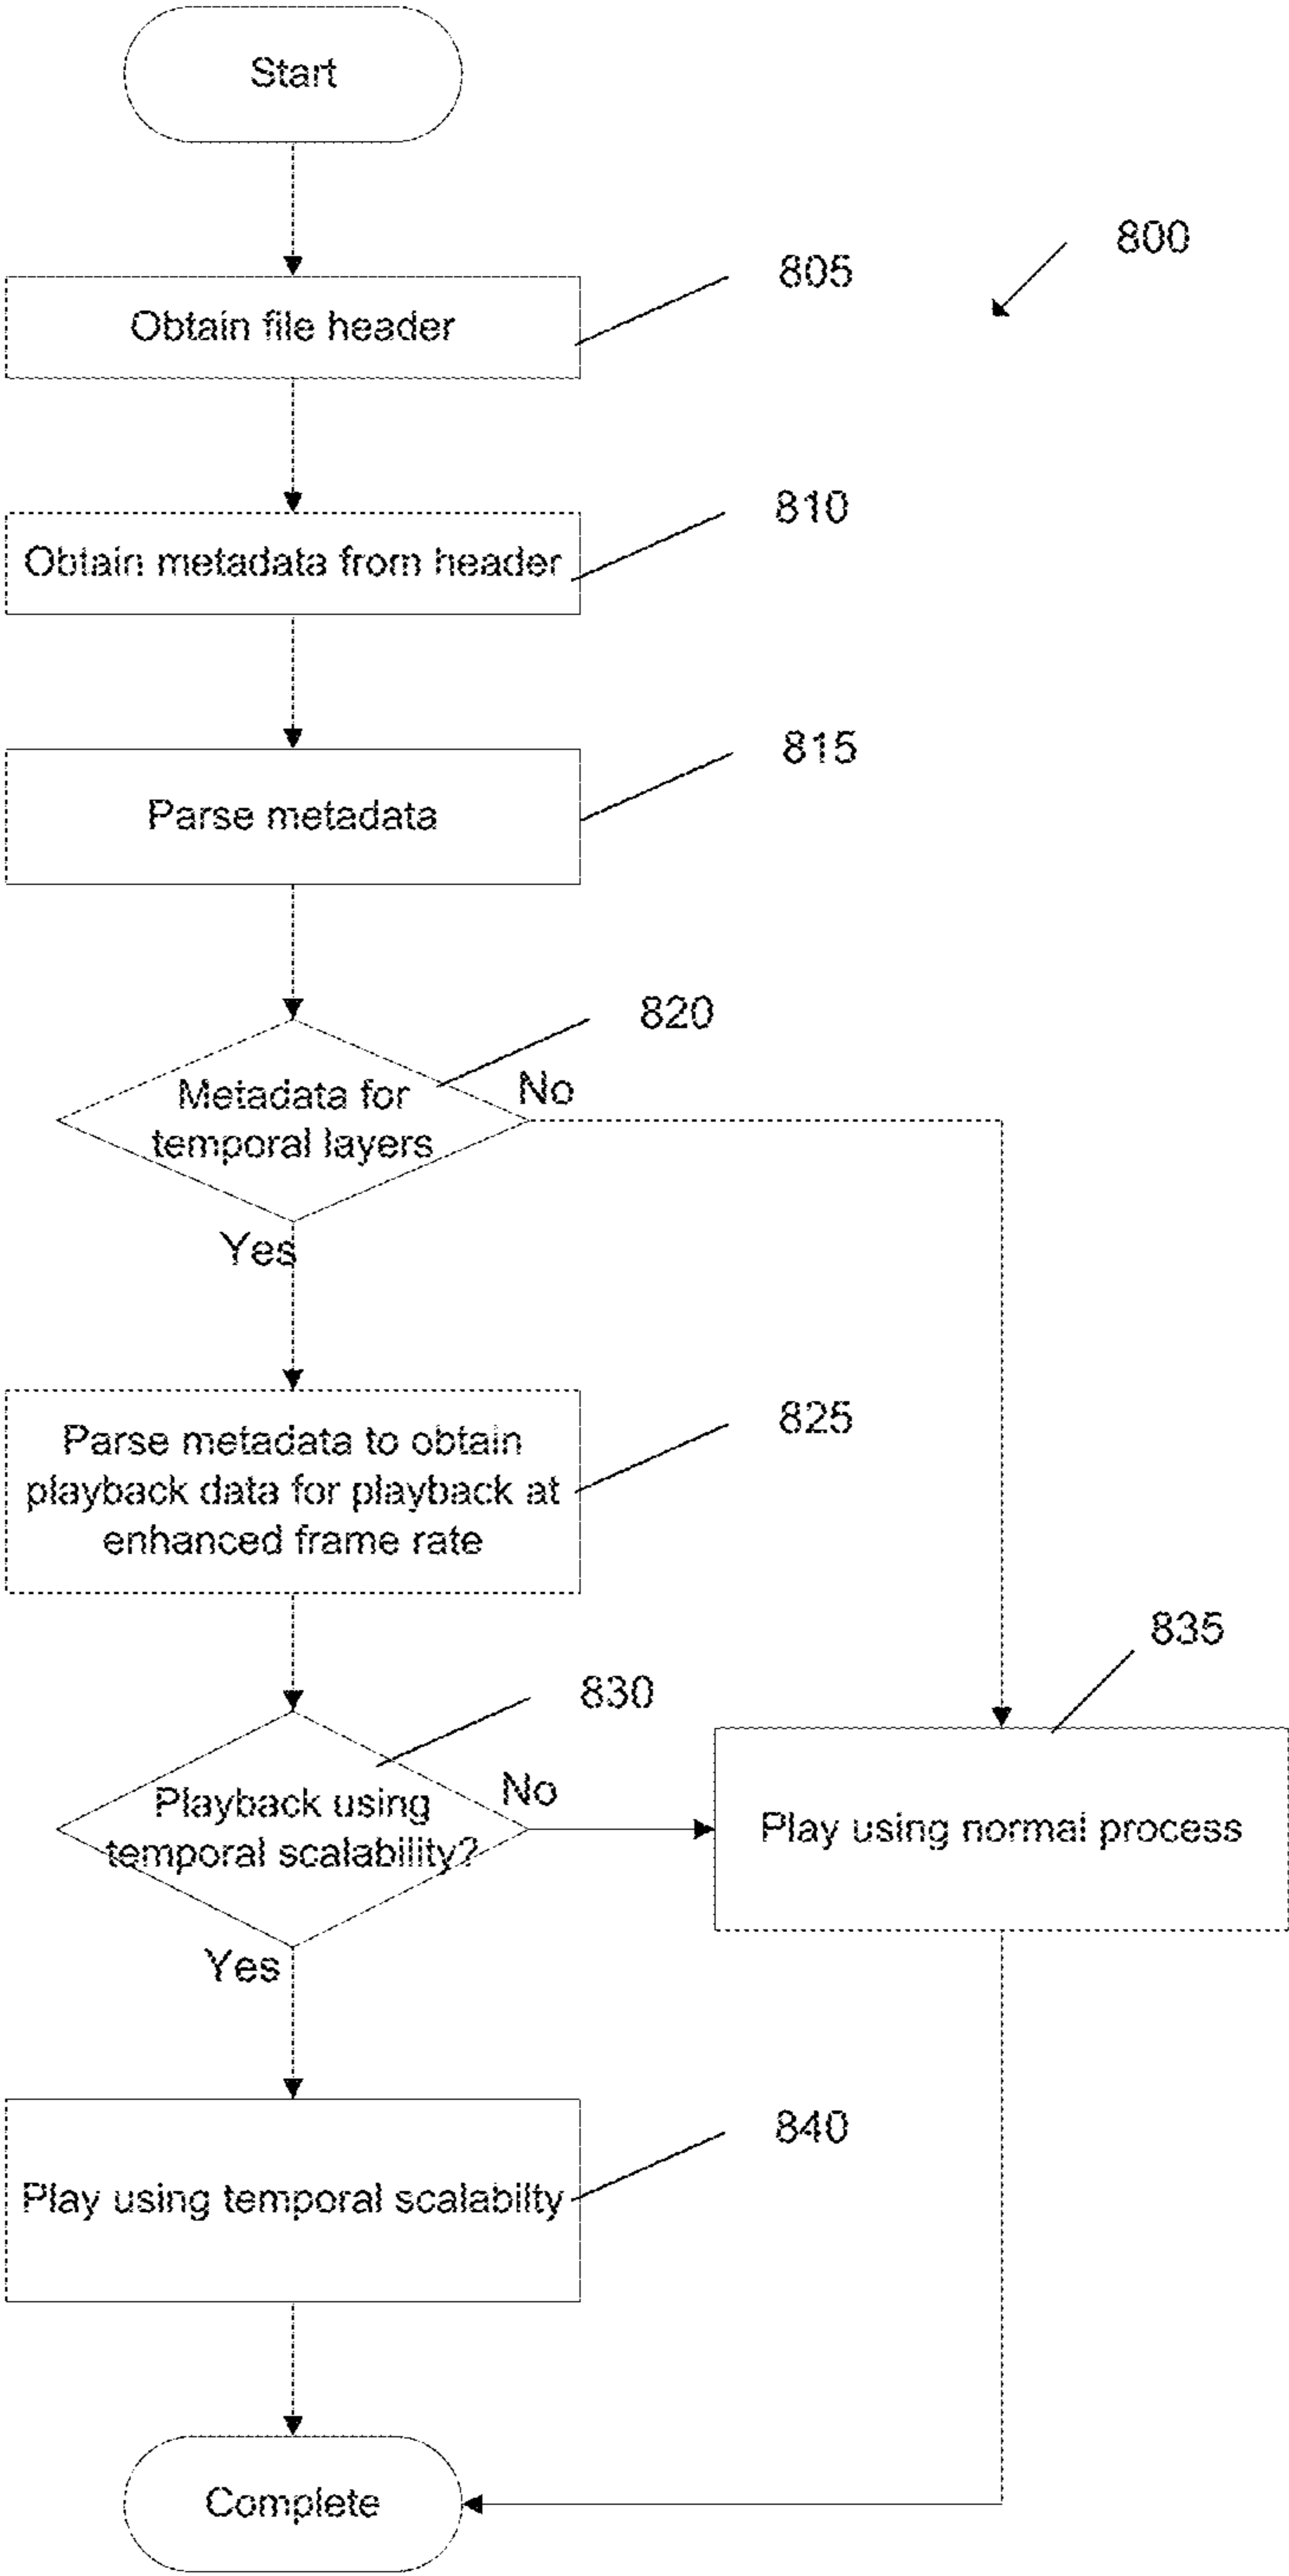 Start
800
805
Obtain file header
810
Obtain metadata from header
815
Parse metadata
820
Metadata for
temporal layers
No
Yes
825
Parse metadata to obtain
playback data for playback at
enhanced frame rate
830
835
Playback using
temporal scalability?
No
Play using normal process
Yes
840
Play using temporal scalabilty
Complete